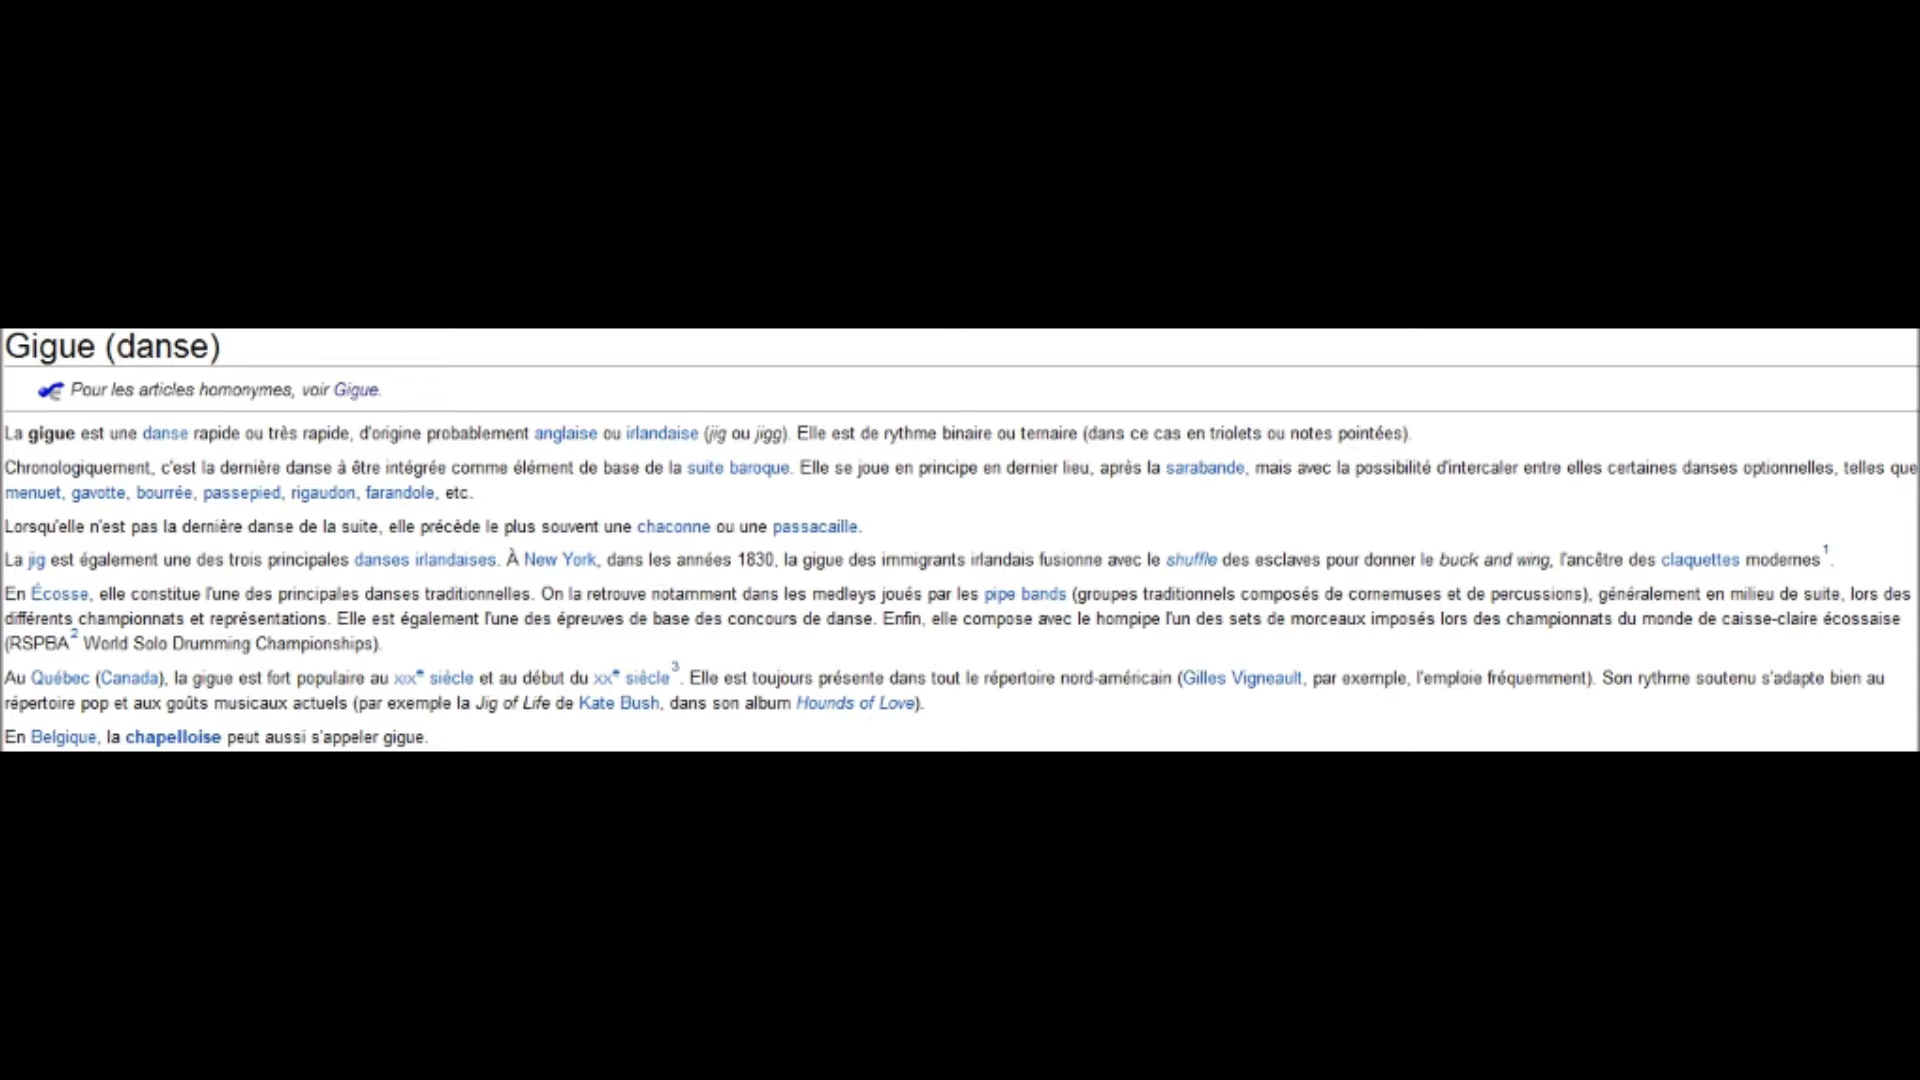 Gigue (danse)
Pour les articles homonymes, voir Gigue.
La gigue est une danse rapide ou très rapide, d'origine probablement anglaise ou irlandaise (jig ou jigg). Elle est de rythme binaire ou ternaire (dans ce cas en triolets ou notes pointées).
Chronologiquement, c'est la dernière danse à être intégrée comme élément de base de la suite baroque. Elle se joue en principe en dernier lieu, après la sarabande, mais avec la possibilité d'intercaler entre elles certaines danses optionnelles, telles que
menuet, gavotte, bourrée, passepied, rigaudon, farandole, etc.
Lorsqu'elle n'est pas la dernière danse de la suite, elle précède le plus souvent une chaconne ou une passacaille.
La jig est également une des trois principales danses irlandaises. À New York, dans les années 1830, la gigue des immigrants irlandais fusionne avec le shuffle des esclaves pour donner le buck and wing, l'ancêtre des claquettes modernes 1.
En Écosse, elle constitue l'une des principales danses traditionnelles. On la retrouve notamment dans les medleys joués par les pipe bands (groupes traditionnels composés de cornemuses et de percussions), généralement en milieu de suite, lors des
différents championnats et représentations. Elle est également l'une des épreuves de base des concours de danse. Enfin, elle compose avec le hornpipe l'un des sets de morceaux imposés lors des championnats du monde de caisse-claire écossaise
(RSPBA 2 World Solo Drumming Championships).
Au Québec (Canada), la gigue est fort populaire au XIXe siècle et au début du XXe siècle 3. Elle est toujours présente dans tout le répertoire nord-américain (Gilles Vigneault, par exemple, l'emploie fréquemment). Son rythme soutenu s'adapte bien au
répertoire pop et aux goûts musicaux actuels (par exemple la Jig of Life de Kate Bush, dans son album Hounds of Love).
En Belgique, la chapelloise peut aussi s'appeler gigue.